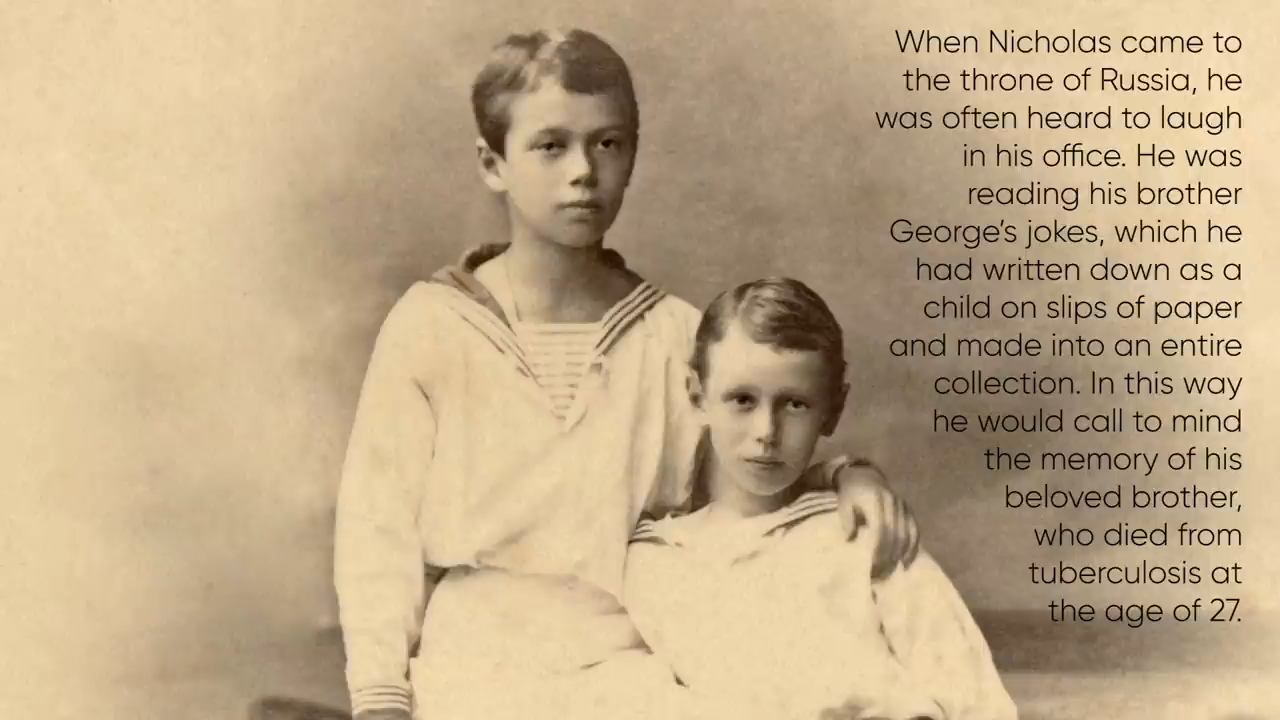 When Nicholas came to
the throne of Russia, he
was often heard to laugh
in his office. He was
reading his brother
George’s jokes, which he
had written down as a
child on slips of paper
and made into an entire
collection. In this way
he would call to mind
the memory of his
beloved brother,
who died from
tuberculosis at
the age of 27.